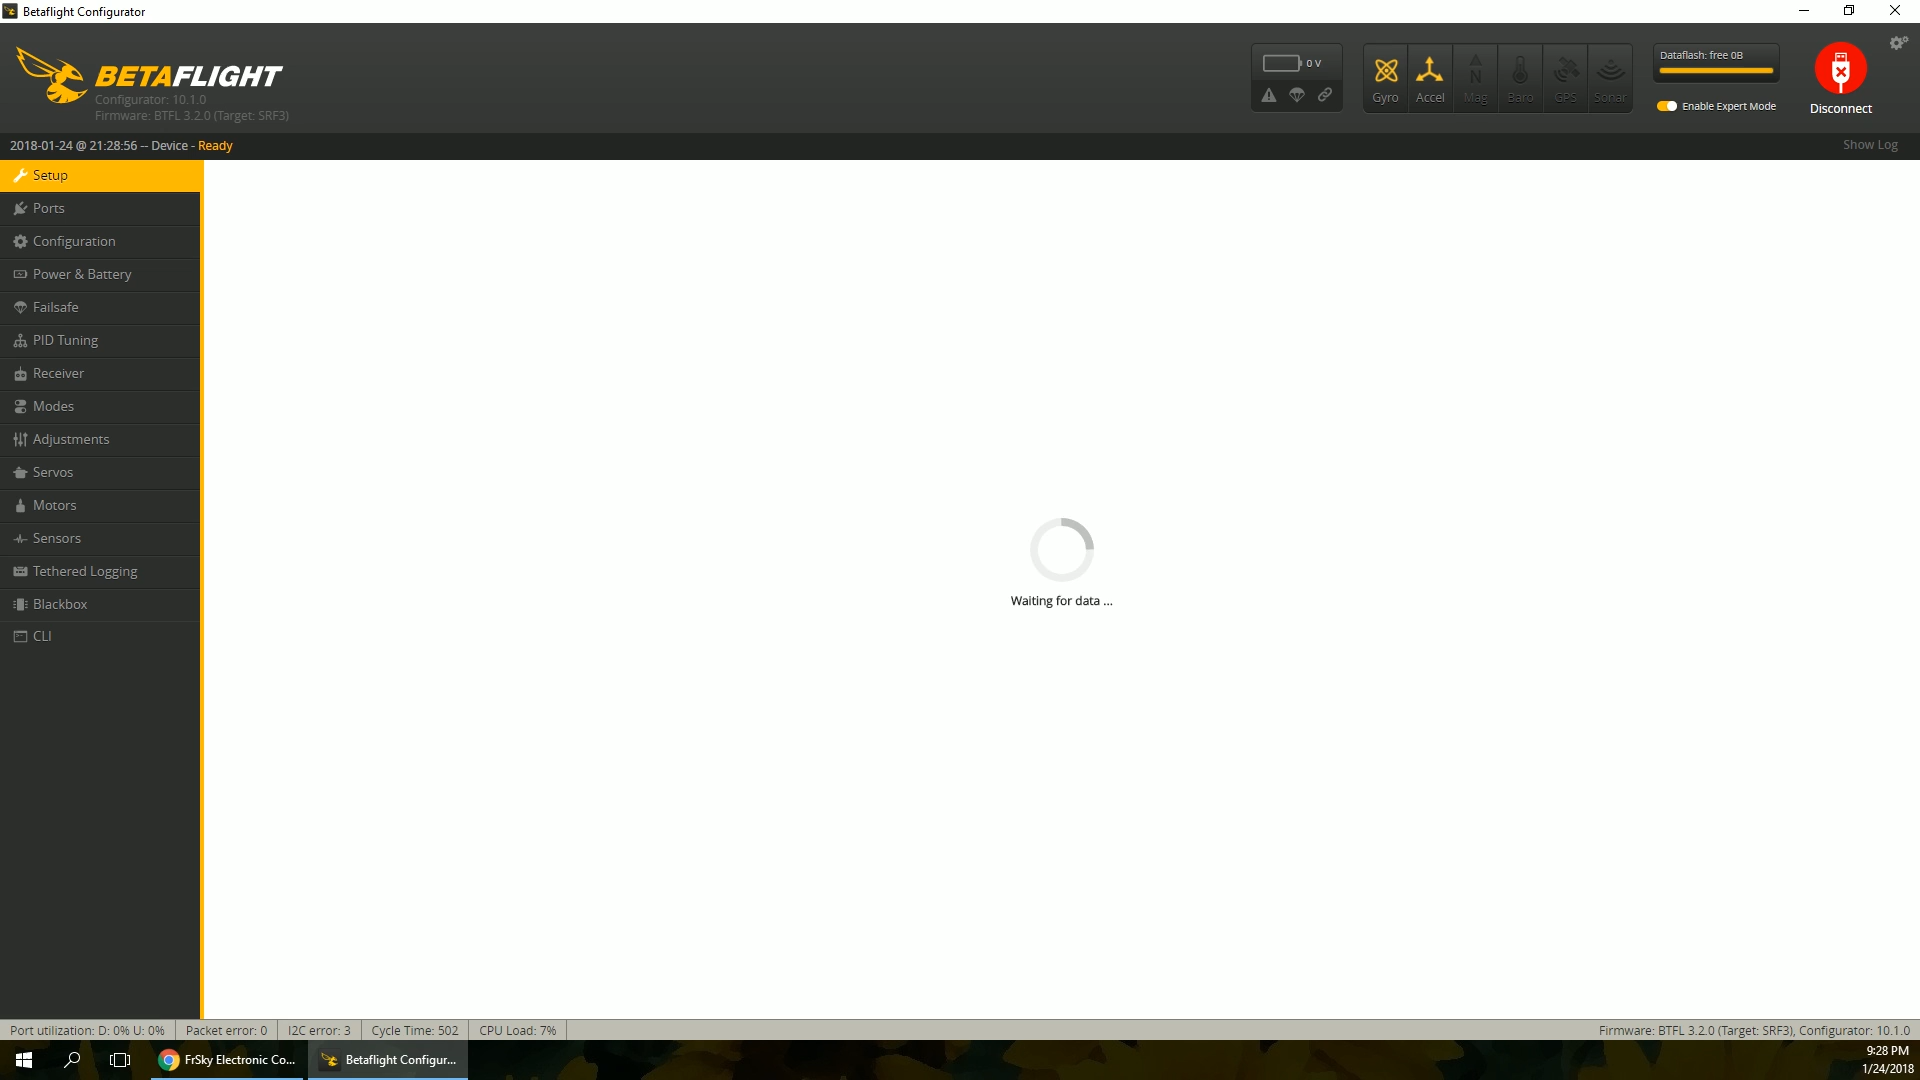 Betaflight Configurator
BETAFLIGHT
Configurator: 10.1.0
Firmware: BTFL 3.2.0 (Target: SRF3)
0 V
Gyro
Accel
Mag
Baro
GPS
Sonar
Dataflash: free 0B
Enable Expert Mode
Disconnect
2018-01-24 @ 21:28:56 -- Device - Ready
Show Log
Setup
Ports
Configuration
Power & Battery
Failsafe
PID Tuning
Receiver
Modes
Adjustments
Servos
Motors
Sensors
Tethered Logging
Blackbox
CLI
Waiting for data ...
Port utilization: D: 0% U: 0%
Packet error: 0
I2C error: 3
Cycle Time: 502
CPU Load: 7%
Firmware: BTFL 3.2.0 (Target: SRF3), Configurator: 10.1.0
FrSky Electronic Co...
Betaflight Configur...
9:28 PM
1/24/2018